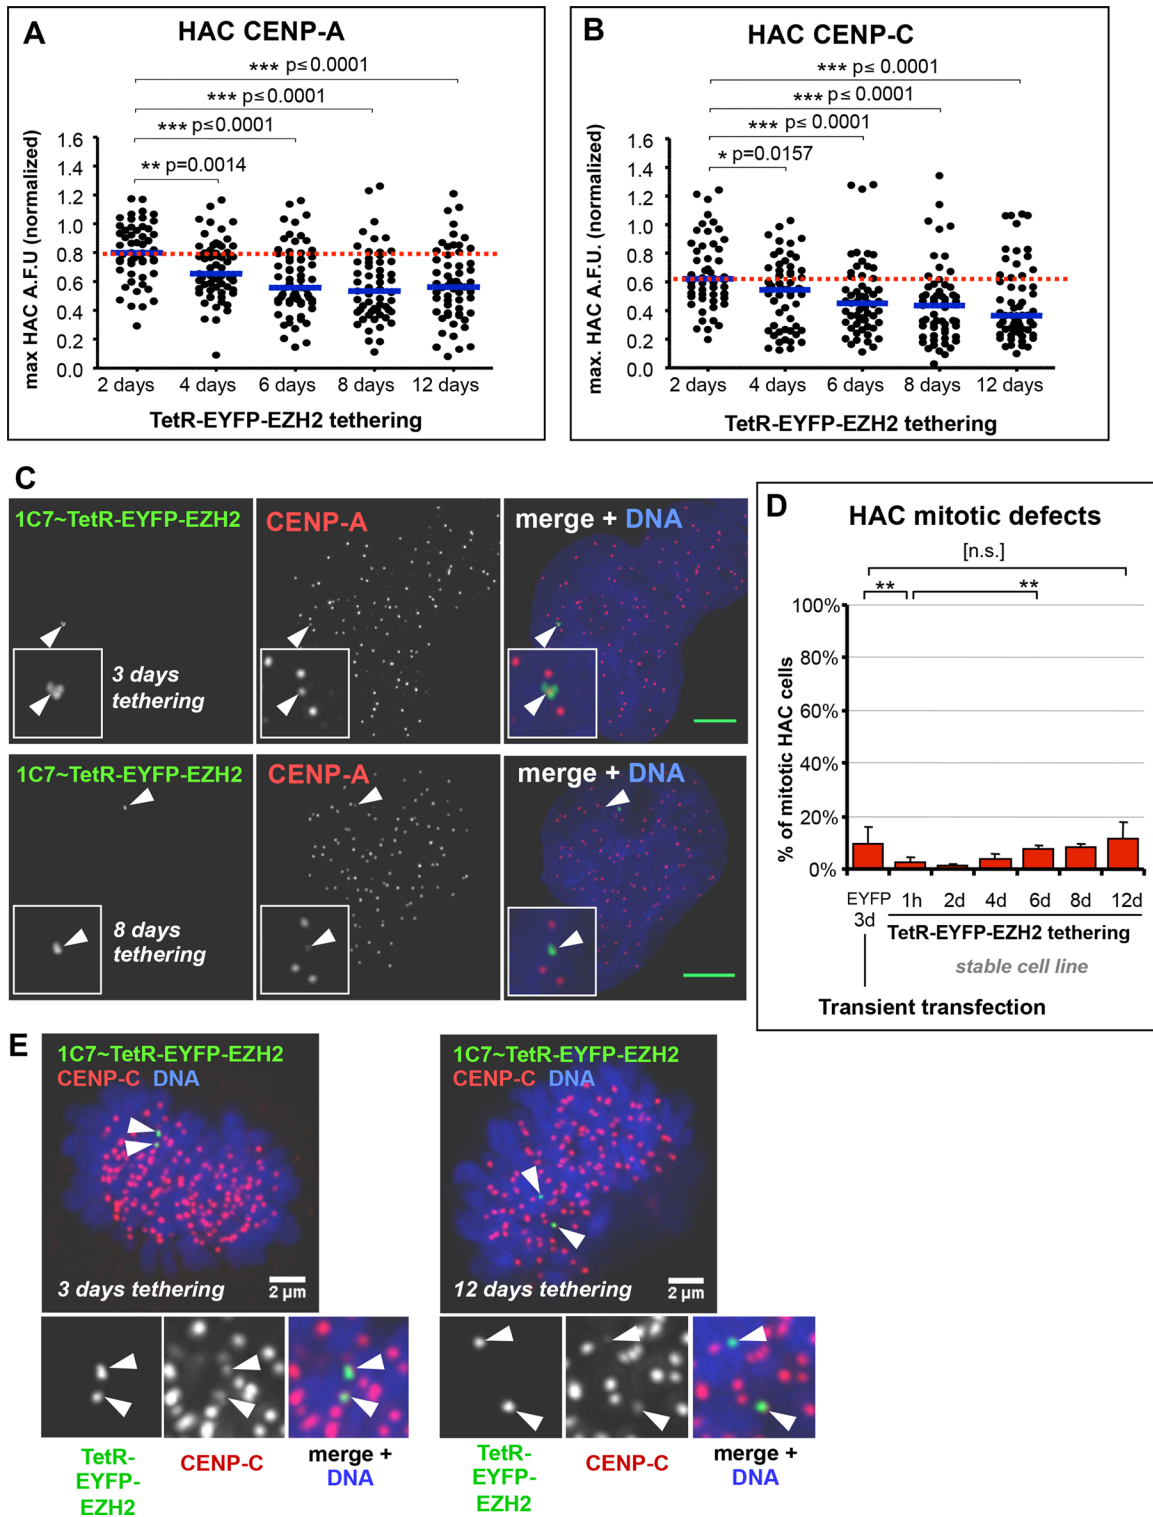 A
HAC CENP-A
*** p≤0.0001
*** p≤0.0001
*** p≤0.0001
** p=0.0014
max HAC A.F.U (normalized)
1.6
1.4
1.2
1.0
0.8
0.6
0.4
0.2
0.0
2 days 4 days 6 days 8 days 12 days
TetR-EYFP-EZH2 tethering
B
HAC CENP-C
*** p≤0.0001
*** p≤0.0001
*** p≤ 0.0001
* p=0.0157
max. HAC A.F.U. (normalized)
1.6
1.4
1.2
1.0
0.8
0.6
0.4
0.2
0.0
2 days 4 days 6 days 8 days 12 days
TetR-EYFP-EZH2 tethering
C
1C7~TetR-EYFP-EZH2
CENP-A
merge + DNA
3 days
tethering
1C7~TetR-EYFP-EZH2
CENP-A
merge + DNA
8 days
tethering
D
HAC mitotic defects
[n.s.]
** **
% of mitotic HAC cells
100%
80%
60%
40%
20%
0%
EYFP
3d
1h 2d 4d 6d 8d 12d
TetR-EYFP-EZH2 tethering
stable cell line
Transient transfection
E
1C7~TetR-EYFP-EZH2
CENP-C DNA
3 days tethering
2 µm
1C7~TetR-EYFP-EZH2
CENP-C DNA
12 days tethering
2 µm
TetR-
EYFP-
EZH2
CENP-C
merge +
DNA
TetR-
EYFP-
EZH2
CENP-C
merge +
DNA